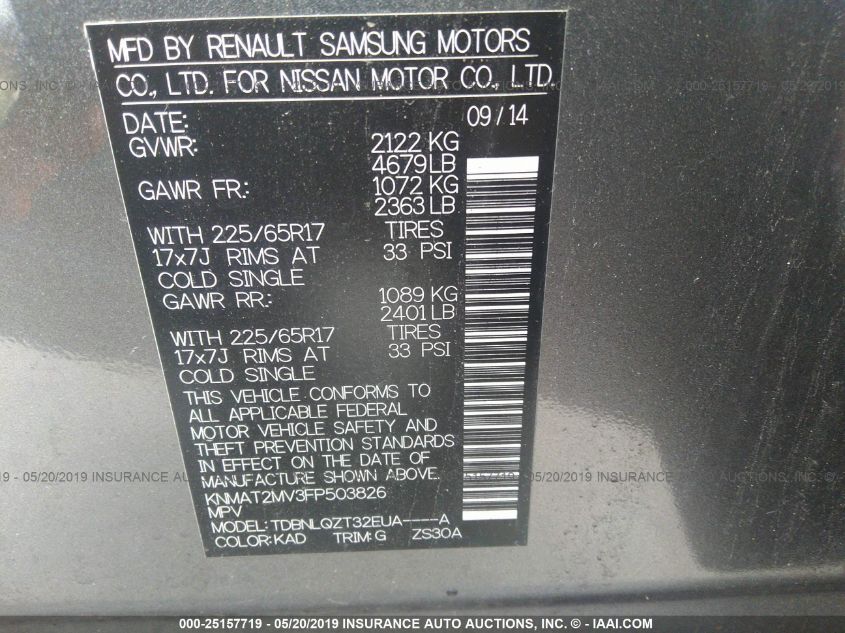 MFD BY RENAULT SAMSUNG MOTORS
CO., LTD. FOR NISSAN MOTOR CO., LTD.
DATE: 09/14
GVWR: 2122 KG
4679LB
GAWR FR.: 1072 KG
2363 LB
WITH 225/65R17 TIRES
17x7J RIMS AT 33 PSI
COLD SINGLE
GAWR RR.: 1089 KG
2401 LB
WITH 225/65R17 TIRES
17x7J RIMS AT 33 PSI
COLD SINGLE
THIS VEHICLE CONFORMS TO
ALL APPLICABLE FEDERAL
MOTOR VEHICLE SAFETY AND
THEFT PREVENTION STANDARDS
IN EFFECT ON THE DATE OF
MANUFACTURE SHOWN ABOVE.
KNMAT2MV3FP503826
MPV
MODEL: TDBNLQZT32EUA----A
COLOR: KAD TRIM: G ZS30A
000-25157719 - 05/20/2019 INSURANCE AUTO AUCTIONS, INC. © - IAAI.COM